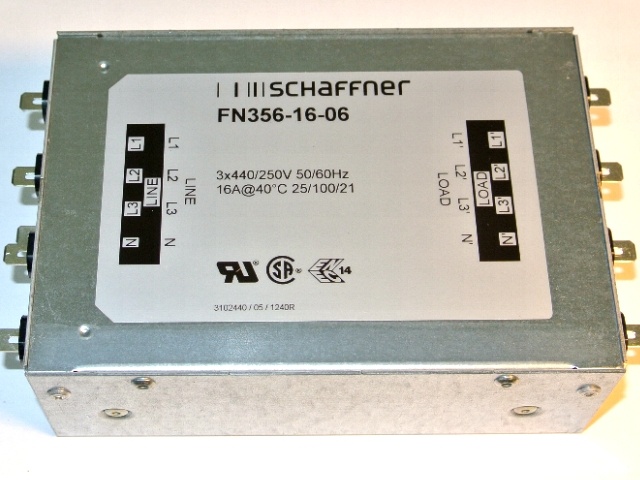 SCHAFFNER
FN356-16-06
L1 L1
L2 L2
L3 L3
N N
LINE LINE
3x440/250V 50/60Hz
16A@40°C 25/100/21
L1' L1'
L2' L2'
L3' L3'
N' N'
LOAD LOAD
14
3102440 / 05 / 1240R